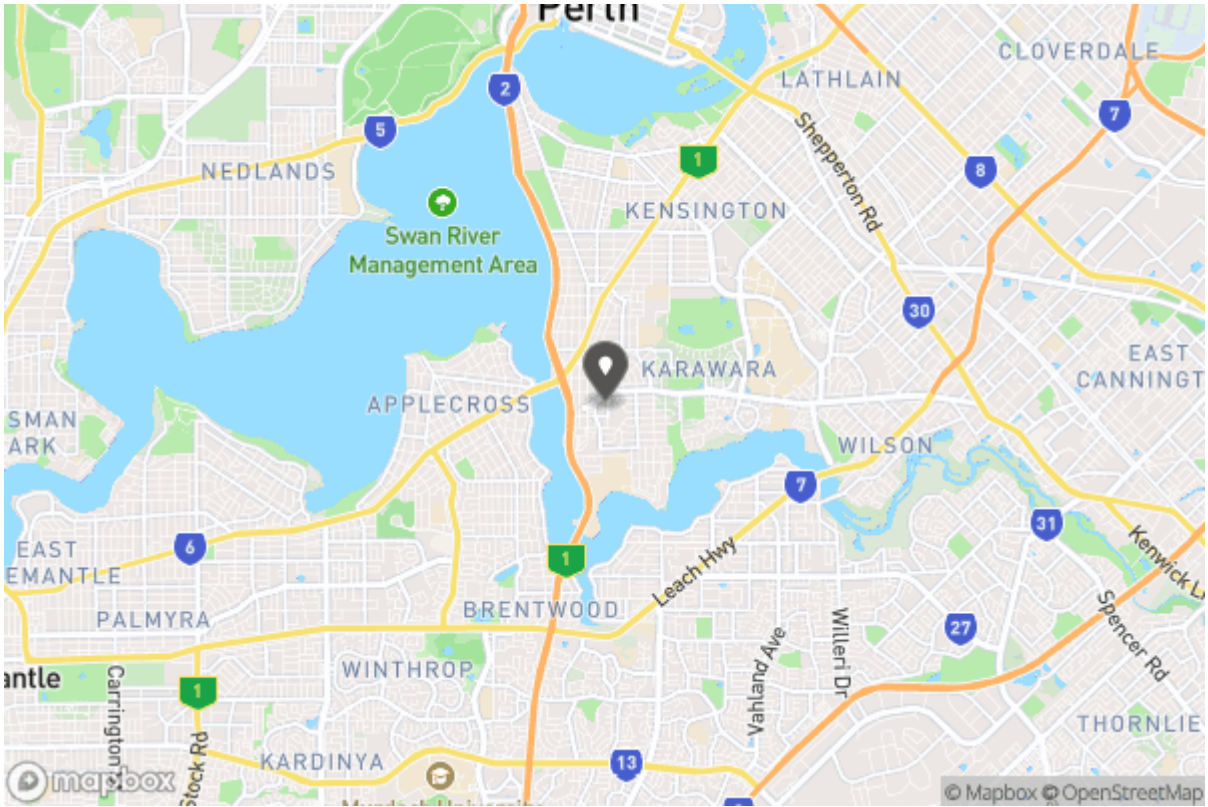 Perth
CLOVERDALE
LATHLAIN
2
7
5
Shepperton Rd
1
8
NEDLANDS
KENSINGTON
Swan River
Management Area
30
KARAWARA
EAST
CANNINGT
APPLECROSS
SMAN
ARK
WILSON
7
31
6
EAST
EMANTLE
1
Leach Hwy
Kenwick L
PALMYRA
BRENTWOOD
Spencer Rd
27
Willeri Dr
Vahland Ave
WINTHROP
antle
Carrington
1
THORNLIE
Stock Rd
KARDINYA
13
mapbox
Murdoch University
© Mapbox © OpenStreetMap